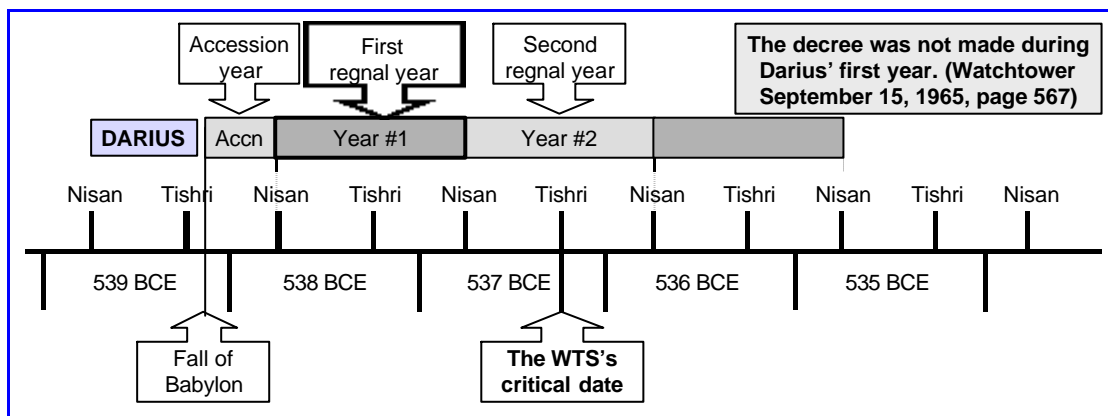 Accession
year
First
regnal year
Second
regnal year
The decree was not made during
Darius' first year. (Watchtower
September 15, 1965, page 567)
DARIUS
Accn
Year #1
Year #2
Nisan
Tishri
Nisan
Tishri
Nisan
Tishri
Nisan
Tishri
Nisan
Tishri
Nisan
539 BCE
538 BCE
537 BCE
536 BCE
535 BCE
Fall of
Babylon
The WTS's
critical date